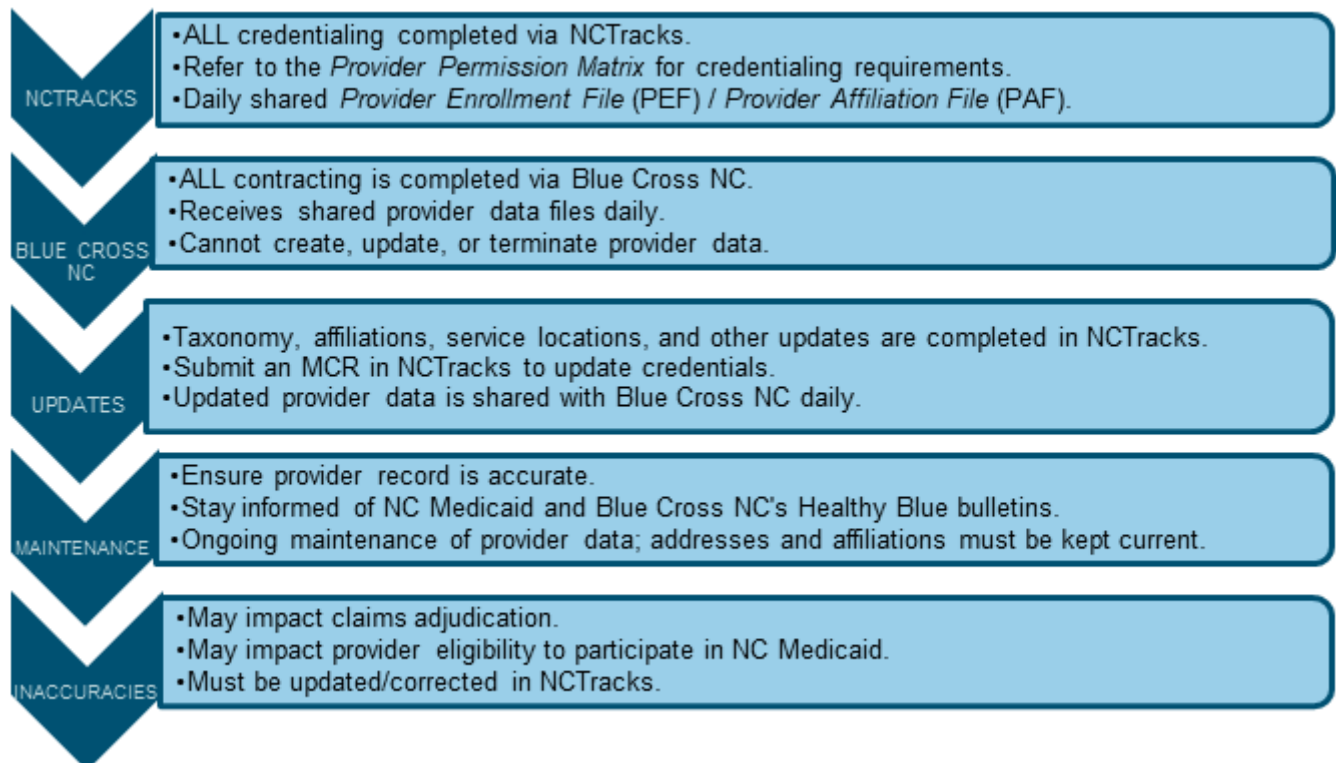 NCTRACKS
•ALL credentialing completed via NCTracks.
•Refer to the Provider Permission Matrix for credentialing requirements.
•Daily shared Provider Enrollment File (PEF) / Provider Affiliation File (PAF).
BLUE CROSS
NC
•ALL contracting is completed via Blue Cross NC.
•Receives shared provider data files daily.
•Cannot create, update, or terminate provider data.
UPDATES
•Taxonomy, affiliations, service locations, and other updates are completed in NCTracks.
•Submit an MCR in NCTracks to update credentials.
•Updated provider data is shared with Blue Cross NC daily.
MAINTENANCE
•Ensure provider record is accurate.
•Stay informed of NC Medicaid and Blue Cross NC's Healthy Blue bulletins.
•Ongoing maintenance of provider data; addresses and affiliations must be kept current.
INACCURACIES
•May impact claims adjudication.
•May impact provider eligibility to participate in NC Medicaid.
•Must be updated/corrected in NCTracks.